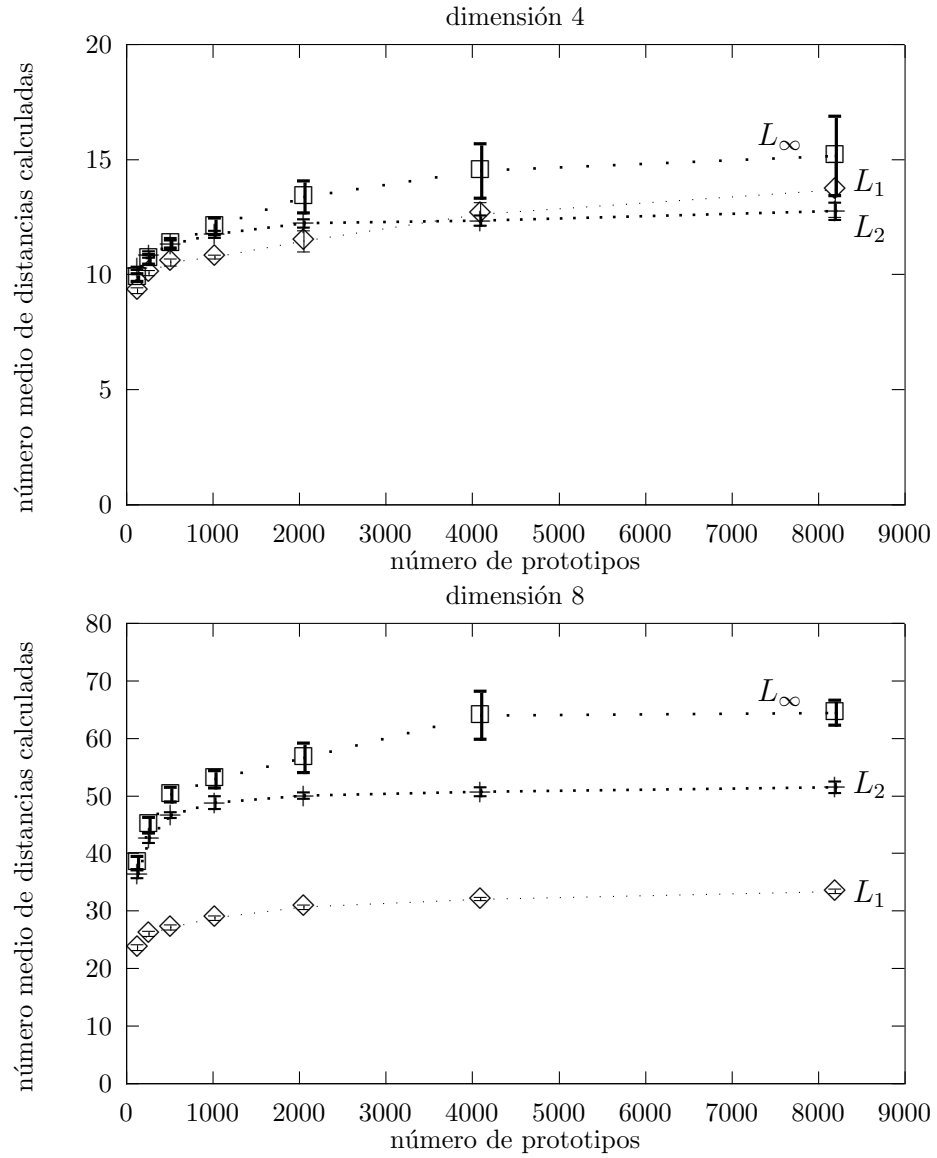 dimensión 4
número medio de distancias calculadas
20
15
10
5
0
L∞
L1
L2
0 1000 2000 3000 4000 5000 6000 7000 8000 9000
número de prototipos
dimensión 8
número medio de distancias calculadas
80
70
60
50
40
30
20
10
0
L∞
L2
L1
0 1000 2000 3000 4000 5000 6000 7000 8000 9000
número de prototipos